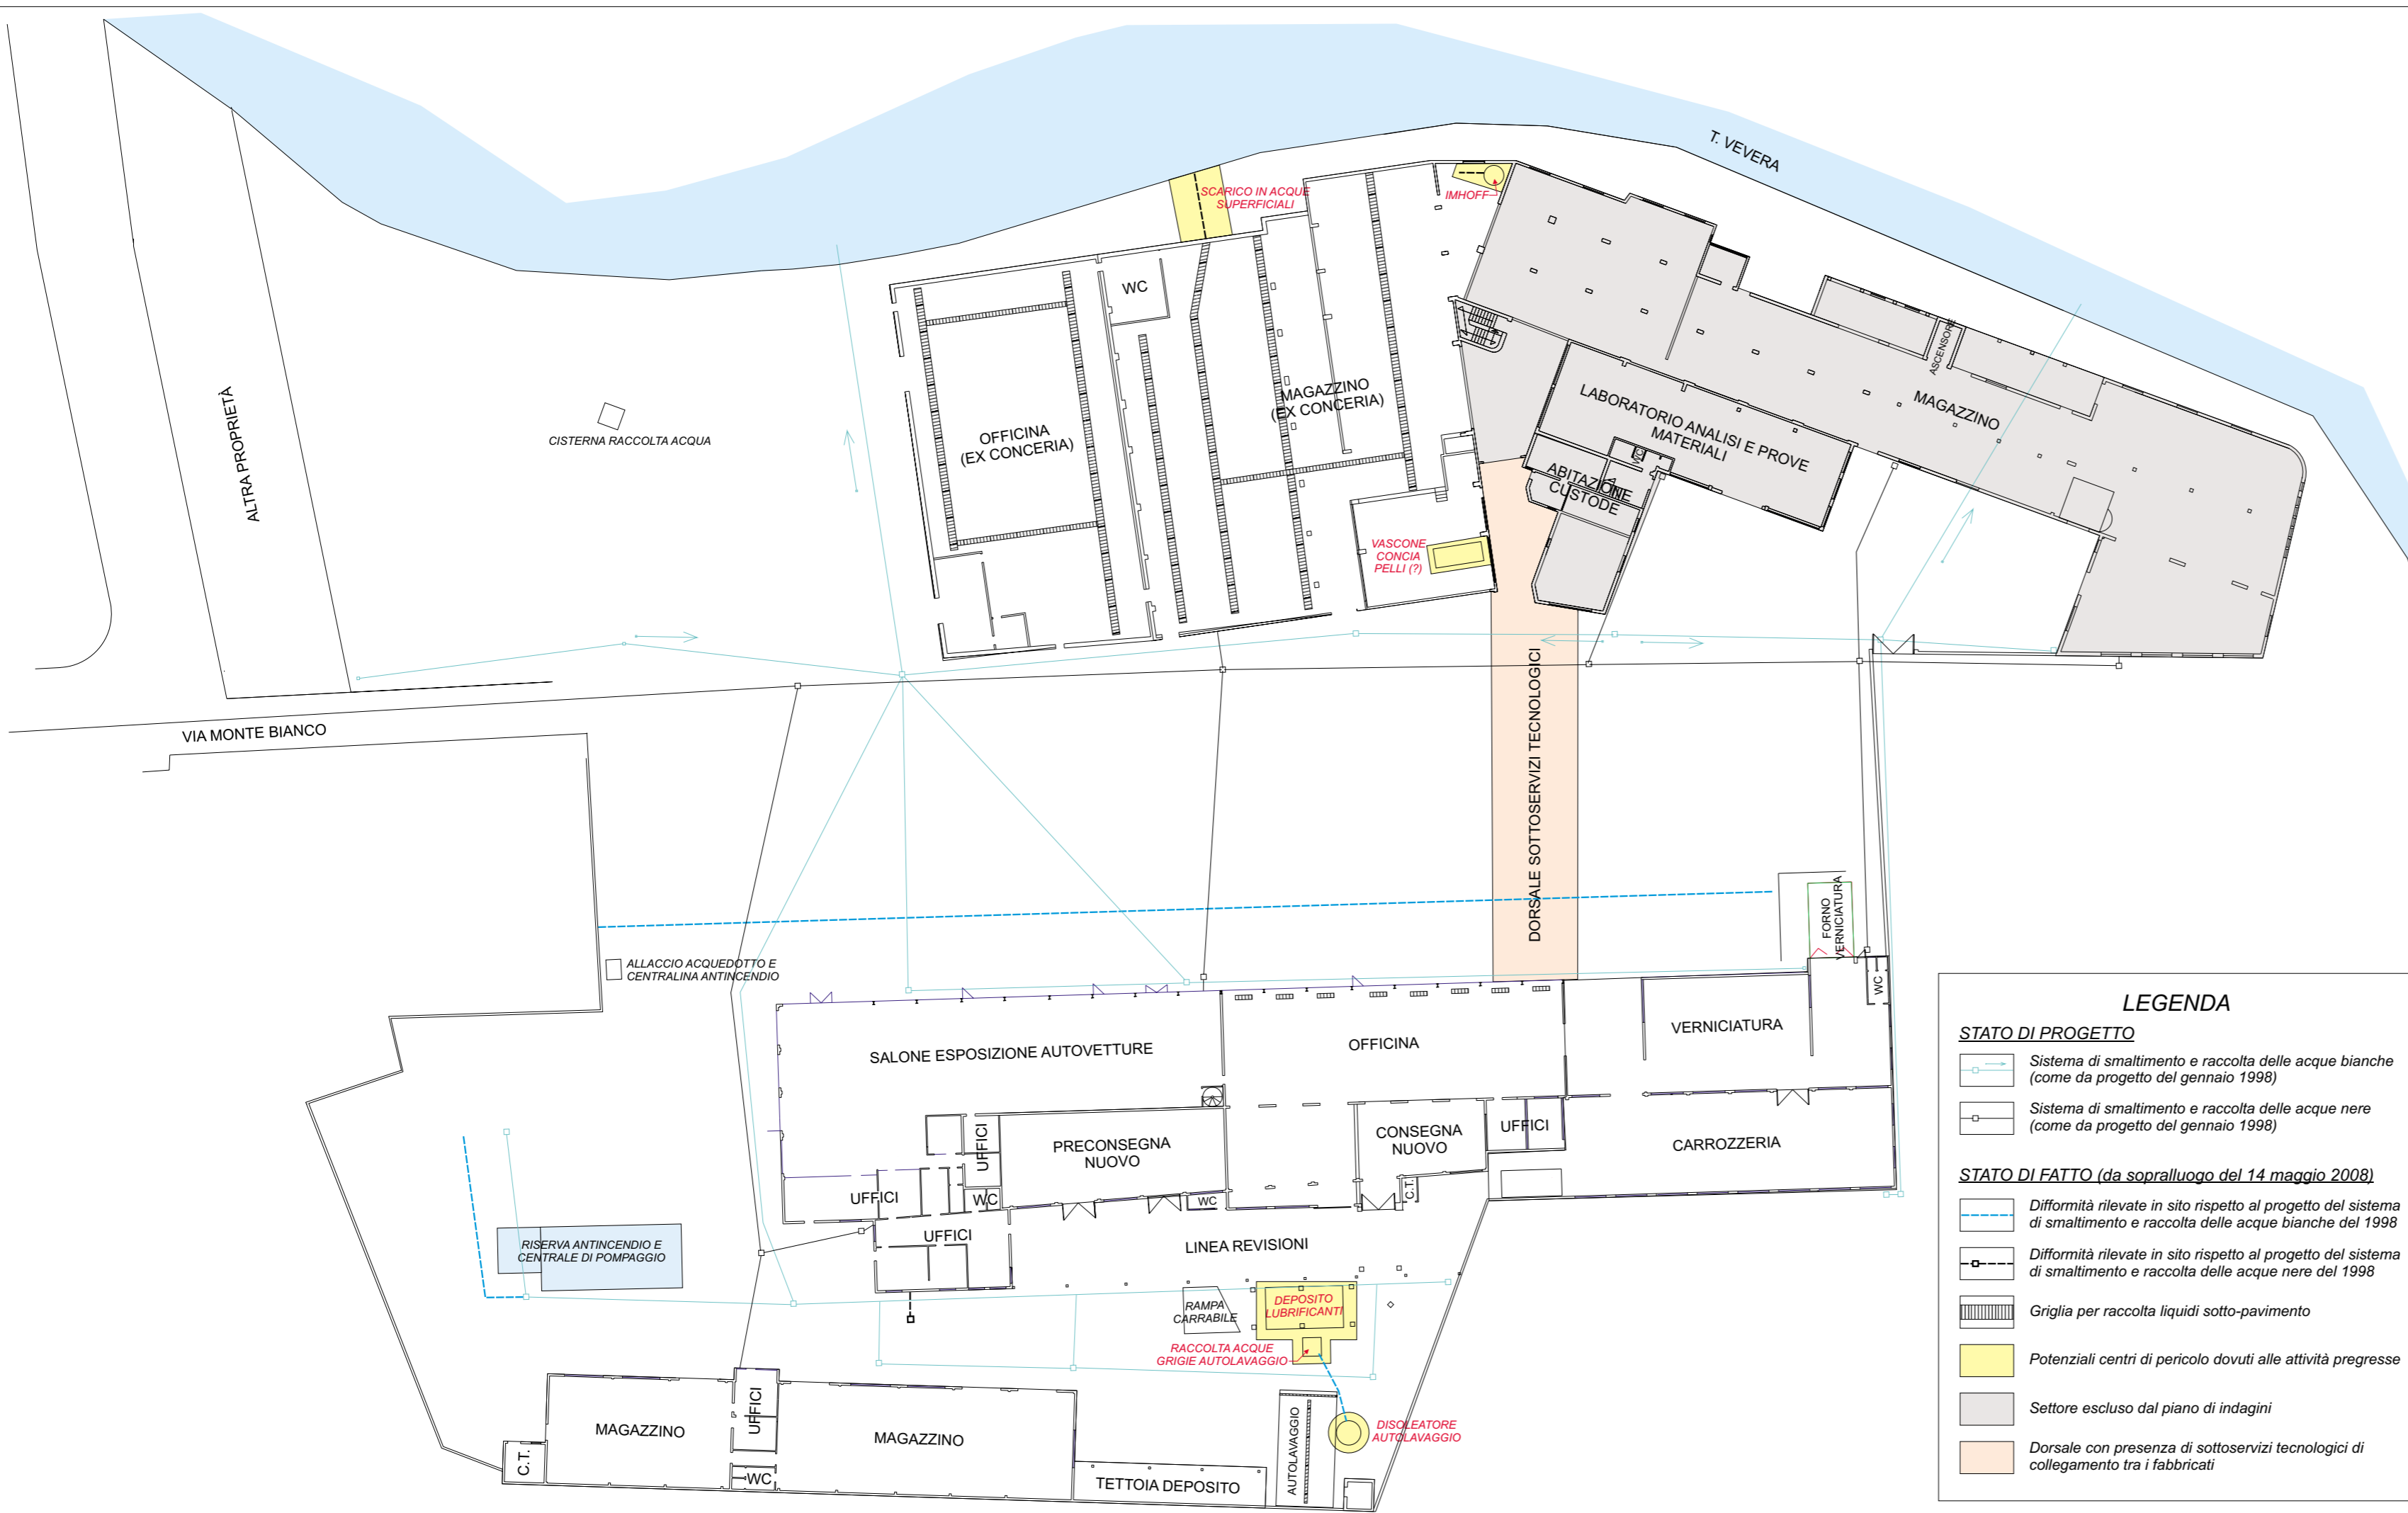 T. VEVERA
SCARICO IN ACQUE
SUPERFICIALI
IMHOFF
WC
ASCENSORE
ALTRA PROPRIETÀ
CISTERNA RACCOLTA ACQUA
OFFICINA
(EX CONCERIA)
MAGAZZINO
(EX CONCERIA)
LABORATORIO ANALISI E PROVE
MATERIALI
MAGAZZINO
WC
ABITAZIONE
CUSTODE
VASCONE
CONCIA
PELLI (?)
VIA MONTE BIANCO
DORSALE SOTTOSERVIZI TECNOLOGICI
FORNO
VERNICIATURA
ALLACCIO ACQUEDOTTO E
CENTRALINA ANTINCENDIO
WC
SALONE ESPOSIZIONE AUTOVETTURE
OFFICINA
VERNICIATURA
UFFICI
PRECONSEGNA
NUOVO
CONSEGNA
NUOVO
UFFICI
CARROZZERIA
UFFICI
WC
WC
C.T.
UFFICI
LINEA REVISIONI
RISERVA ANTINCENDIO E
CENTRALE DI POMPAGGIO
RAMPA
CARRABILE
DEPOSITO
LUBRIFICANTI
RACCOLTA ACQUE
GRIGIE AUTOLAVAGGIO
MAGAZZINO
UFFICI
MAGAZZINO
AUTOLAVAGGIO
DISOLEATORE
AUTOLAVAGGIO
C.T.
WC
TETTOIA DEPOSITO
LEGENDA
STATO DI PROGETTO
Sistema di smaltimento e raccolta delle acque bianche
(come da progetto del gennaio 1998)
Sistema di smaltimento e raccolta delle acque nere
(come da progetto del gennaio 1998)
STATO DI FATTO (da sopralluogo del 14 maggio 2008)
Difformità rilevate in sito rispetto al progetto del sistema
di smaltimento e raccolta delle acque bianche del 1998
Difformità rilevate in sito rispetto al progetto del sistema
di smaltimento e raccolta delle acque nere del 1998
Griglia per raccolta liquidi sotto-pavimento
Potenziali centri di pericolo dovuti alle attività pregresse
Settore escluso dal piano di indagini
Dorsale con presenza di sottoservizi tecnologici di
collegamento tra i fabbricati